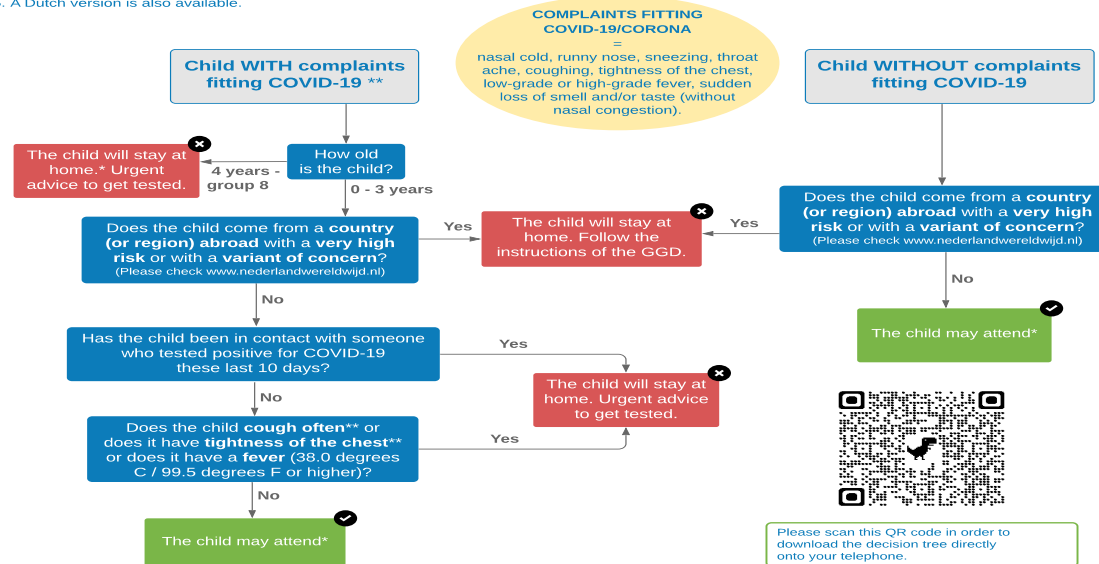 . A Dutch version is also available.
COMPLAINTS FITTING
COVID-19/CORONA
=
nasal cold, runny nose, sneezing, throat
ache, coughing, tightness of the chest,
low-grade or high-grade fever, sudden
loss of smell and/or taste (without
nasal congestion).
Child WITH complaints
fitting COVID-19 **
Child WITHOUT complaints
fitting COVID-19
How old
is the child?
4 years -
group 8
The child will stay at
home.* Urgent
advice to get tested.
0 - 3 years
Does the child come from a country
(or region) abroad with a very high
risk or with a variant of concern?
(Please check www.nederlandwereldwijd.nl)
Yes
The child will stay at
home. Follow the
instructions of the GGD.
Yes
Does the child come from a country
(or region) abroad with a very high
risk or with a variant of concern?
(Please check www.nederlandwereldwijd.nl)
No
No
The child may attend*
Has the child been in contact with someone
who tested positive for COVID-19
these last 10 days?
Yes
The child will stay at
home. Urgent advice
to get tested.
No
Does the child cough often** or
does it have tightness of the chest**
or does it have a fever (38.0 degrees
C / 99.5 degrees F or higher)?
Yes
No
The child may attend*
Please scan this QR code in order to
download the decision tree directly
onto your telephone.